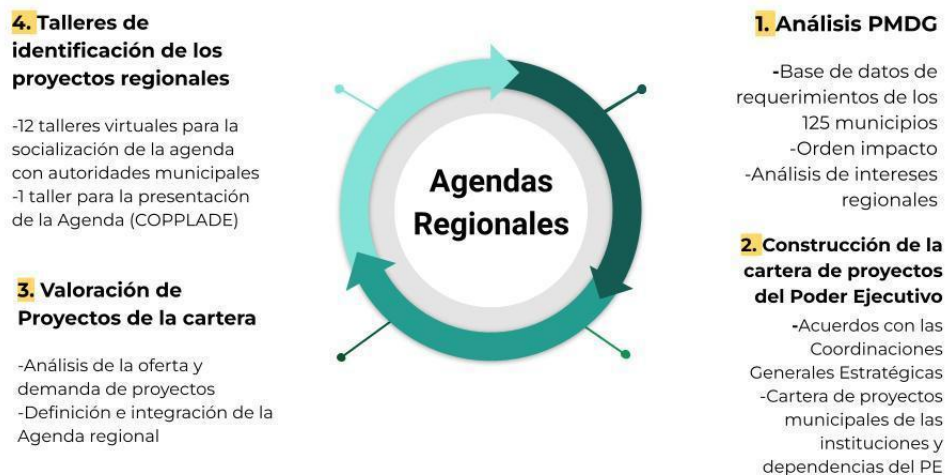 4. Talleres de
identificación de los
proyectos regionales
-12 talleres virtuales para la
socialización de la agenda
con autoridades municipales
-1 taller para la presentación
de la Agenda (COPPLADE)
3. Valoración de
Proyectos de la cartera
-Análisis de la oferta y
demanda de proyectos
-Definición e integración de la
Agenda regional
Agendas
Regionales
1. Análisis PMDG
-Base de datos de
requerimientos de los
125 municipios
-Orden impacto
-Análisis de intereses
regionales
2. Construcción de la
cartera de proyectos
del Poder Ejecutivo
-Acuerdos con las
Coordinaciones
Generales Estratégicas
-Cartera de proyectos
municipales de las
instituciones y
dependencias del PE